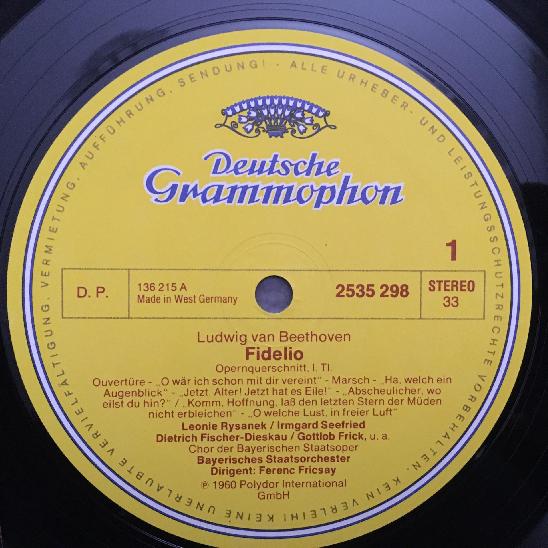 ALLE URHEBER- UND LEISTUNGSSCHUTZRECHTE VORBEHALTEN · KEIN VERLEIH! KEINE UNERLAUBTE VERVIELFÄLTIGUNG, VERMIETUNG, AUFFÜHRUNG, SENDUNG! ·
Deutsche
Grammophon
1
D. P.
136 215 A
Made in West Germany
2535 298
STEREO
33
Ludwig van Beethoven
Fidelio
Opernquerschnitt, I. Tl.
Ouvertüre - „O wär ich schon mit dir vereint“ - Marsch - „Ha, welch ein
Augenblick“ - „Jetzt, Alter! Jetzt hat es Eile!“ - „Abscheulicher, wo
eilst du hin?“ / „Komm, Hoffnung, laß den letzten Stern der Müden
nicht erbleichen“ - „O welche Lust, in freier Luft“
Leonie Rysanek / Irmgard Seefried
Dietrich Fischer-Dieskau / Gottlob Frick, u. a.
Chor der Bayerischen Staatsoper
Bayerisches Staatsorchester
Dirigent: Ferenc Fricsay
℗ 1960 Polydor International
GmbH